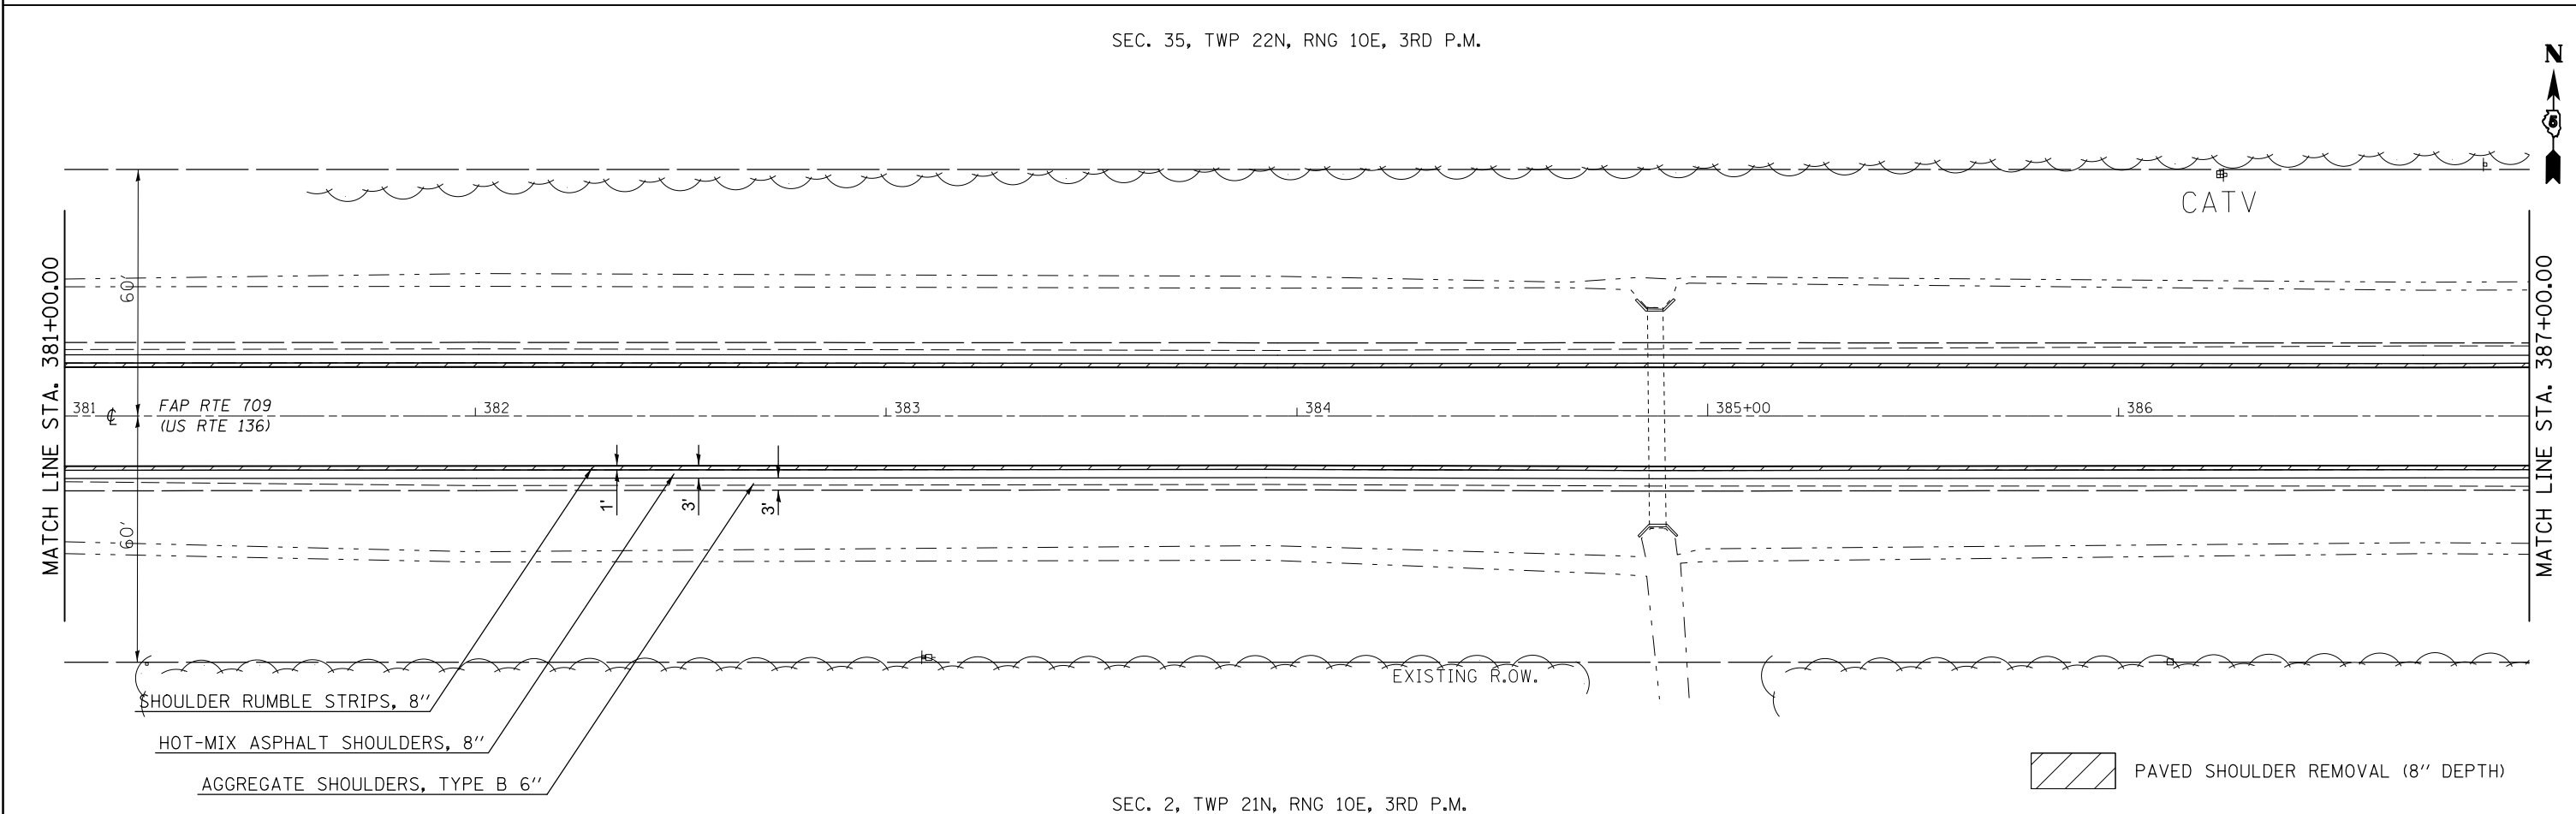 SEC. 35, TWP 22N, RNG 10E, 3RD P.M.
N
5
CATV
MATCH LINE STA. 381+00.00
60'
MATCH LINE STA. 387+00.00
381 ℄ FAP RTE 709
(US RTE 136)
382
383
384
385+00
386
1'
3'
3'
60'
EXISTING R.OW.
SHOULDER RUMBLE STRIPS, 8"
HOT-MIX ASPHALT SHOULDERS, 8"
AGGREGATE SHOULDERS, TYPE B 6"
PAVED SHOULDER REMOVAL (8" DEPTH)
SEC. 2, TWP 21N, RNG 10E, 3RD P.M.